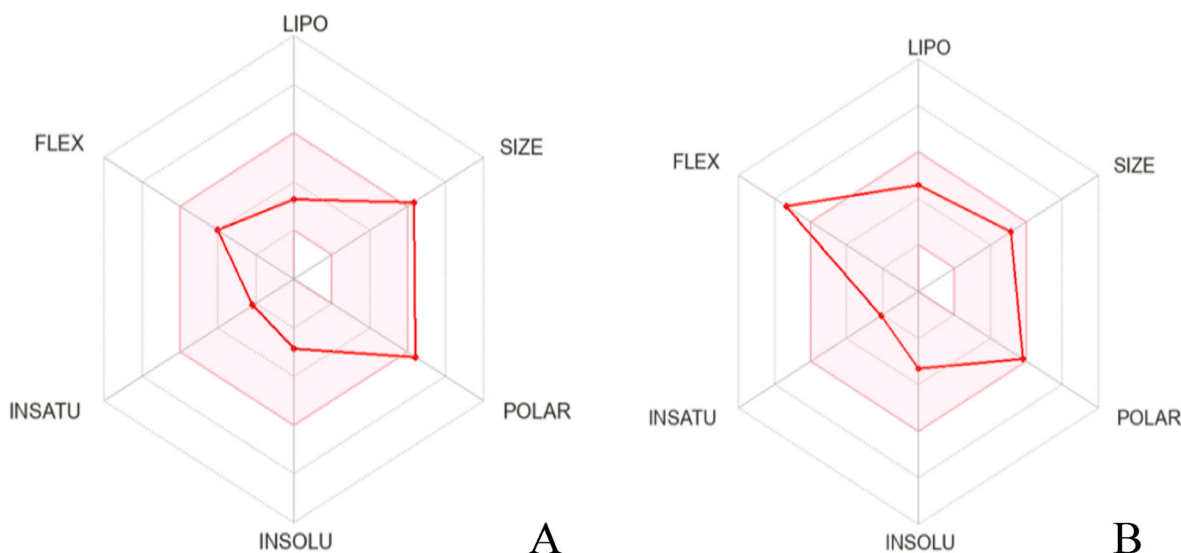 LIPO
FLEX
SIZE
INSATU
POLAR
INSOLU
A
LIPO
FLEX
SIZE
INSATU
POLAR
INSOLU
B